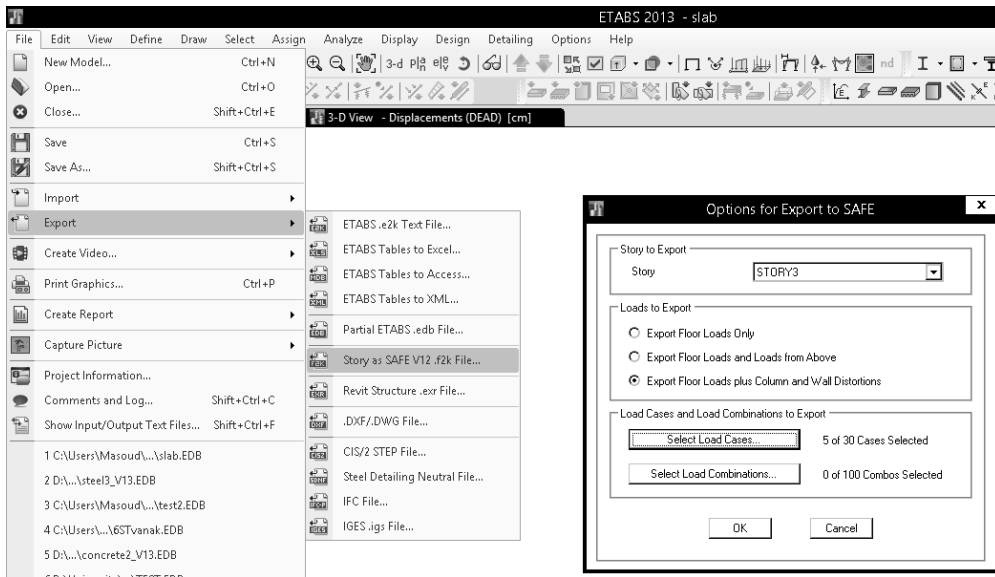 ETABS 2013 - slab
File Edit View Define Draw Select Assign Analyze Display Design Detailing Options Help
New Model... Ctrl+N
Open... Ctrl+O
Close... Shift+Ctrl+E
Save Ctrl+S
Save As... Shift+Ctrl+S
Import
Export
Create Video...
Print Graphics... Ctrl+P
Create Report
Capture Picture
Project Information...
Comments and Log... Shift+Ctrl+C
Show Input/Output Text Files... Shift+Ctrl+F
1 C:\Users\Masoud\...\slab.EDB
2 D:\...\steel3_V13.EDB
3 C:\Users\Masoud\...\test2.EDB
4 C:\Users\...\6STvanak.EDB
5 D:\...\concrete2_V13.EDB
3-d
nd
3-D View - Displacements (DEAD) [cm]
ETABS .e2k Text File...
ETABS Tables to Excel...
ETABS Tables to Access...
ETABS Tables to XML...
Partial ETABS .edb File...
Story as SAFE V12 .f2k File...
Revit Structure .exr File...
.DXF/.DWG File...
CIS/2 STEP File...
Steel Detailing Neutral File...
IFC File...
IGES .igs File...
Options for Export to SAFE
x
Story to Export
Story STORY3
Loads to Export
Export Floor Loads Only
Export Floor Loads and Loads from Above
Export Floor Loads plus Column and Wall Distortions
Load Cases and Load Combinations to Export
Select Load Cases... 5 of 30 Cases Selected
Select Load Combinations... 0 of 100 Combos Selected
OK Cancel